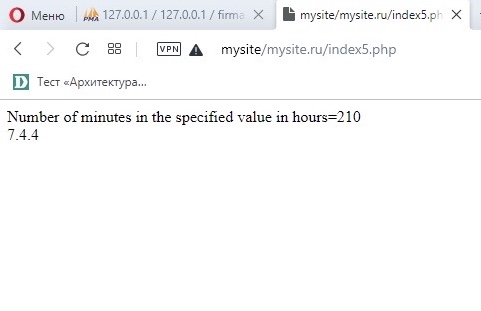 Меню
PMA
127.0.0.1 / 127.0.0.1 / firma
mysite/mysite.ru/index5.ph
VPN
mysite/mysite.ru/index5.php
D
Тест «Архитектура...
Number of minutes in the specified value in hours=210
7.4.4